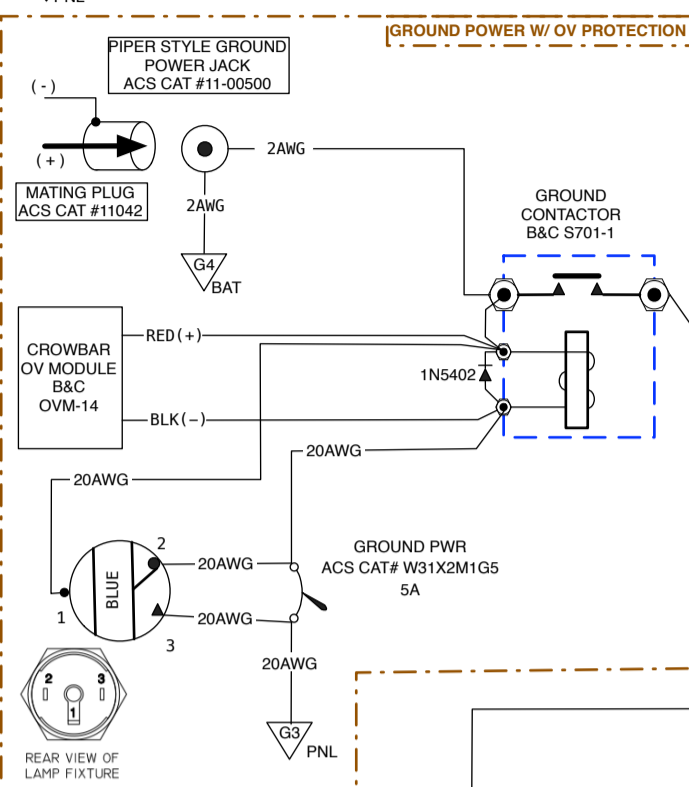 PNL
GROUND POWER W/ OV PROTECTION
PIPER STYLE GROUND
POWER JACK
ACS CAT #11-00500
(-)
(+)
MATING PLUG
ACS CAT #11042
2AWG
2AWG
G4
BAT
GROUND
CONTACTOR
B&C S701-1
CROWBAR
OV MODULE
B&C
OVM-14
RED(+)
BLK(-)
1N5402
20AWG
20AWG
GROUND PWR
ACS CAT# W31X2M1G5
5A
BLUE
1
2
3
20AWG
20AWG
20AWG
G3
PNL
2
3
1
REAR VIEW OF
LAMP FIXTURE